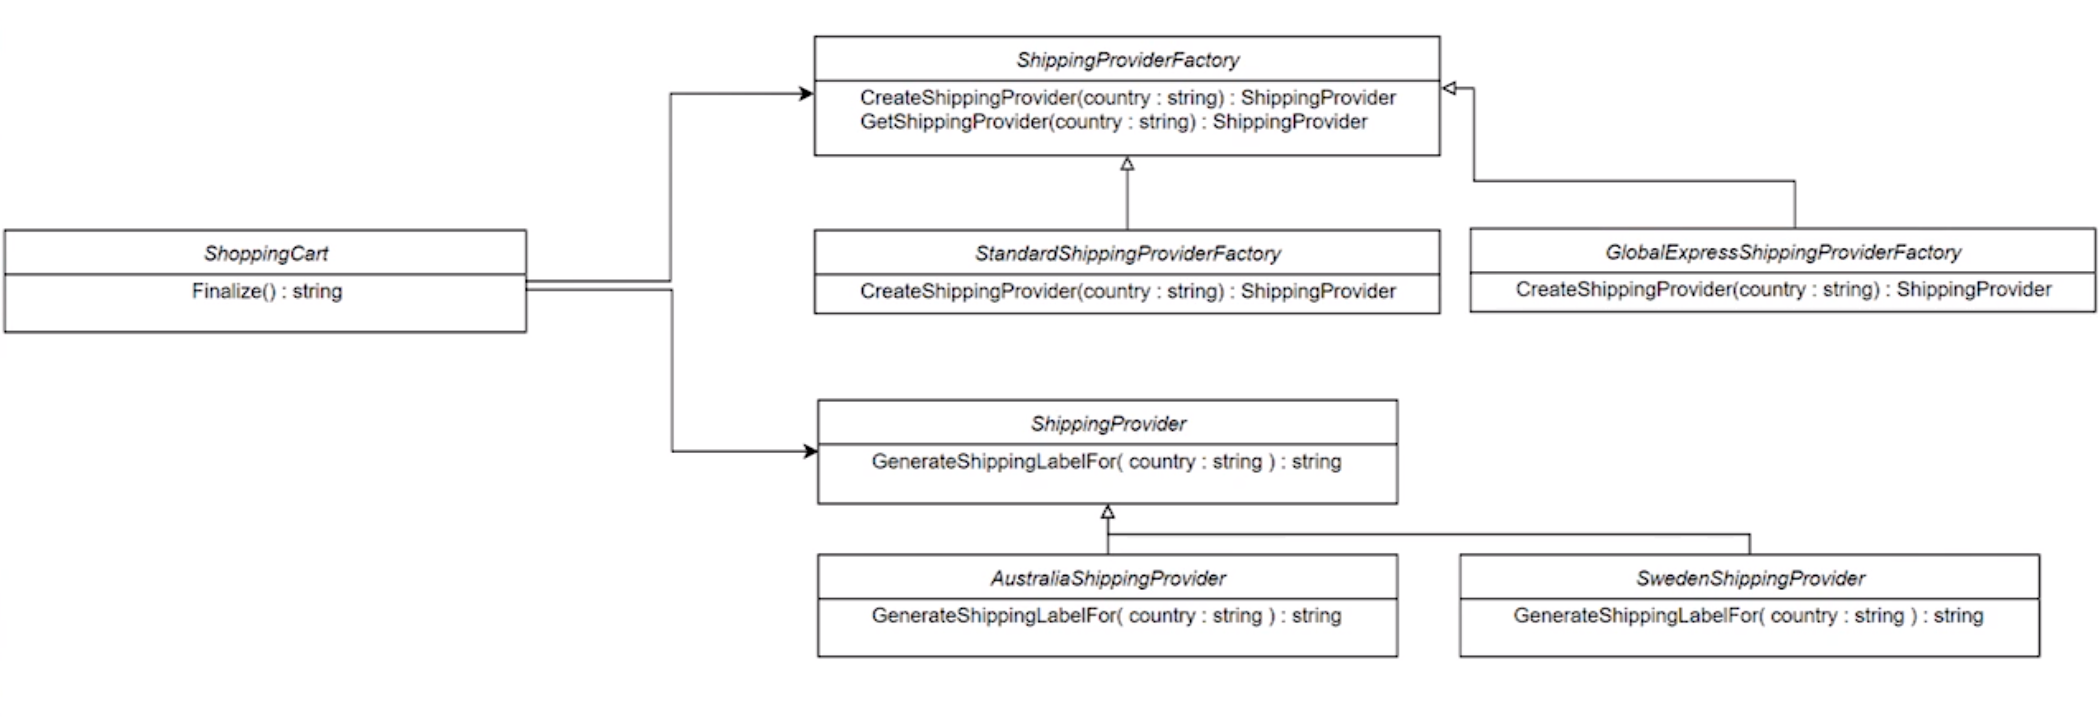 ShippingProviderFactory
CreateShippingProvider(country : string) : ShippingProvider
GetShippingProvider(country : string) : ShippingProvider
ShoppingCart
Finalize() : string
StandardShippingProviderFactory
CreateShippingProvider(country : string) : ShippingProvider
GlobalExpressShippingProviderFactory
CreateShippingProvider(country : string) : ShippingProvider
ShippingProvider
GenerateShippingLabelFor( country : string ) : string
AustraliaShippingProvider
GenerateShippingLabelFor( country : string ) : string
SwedenShippingProvider
GenerateShippingLabelFor( country : string ) : string